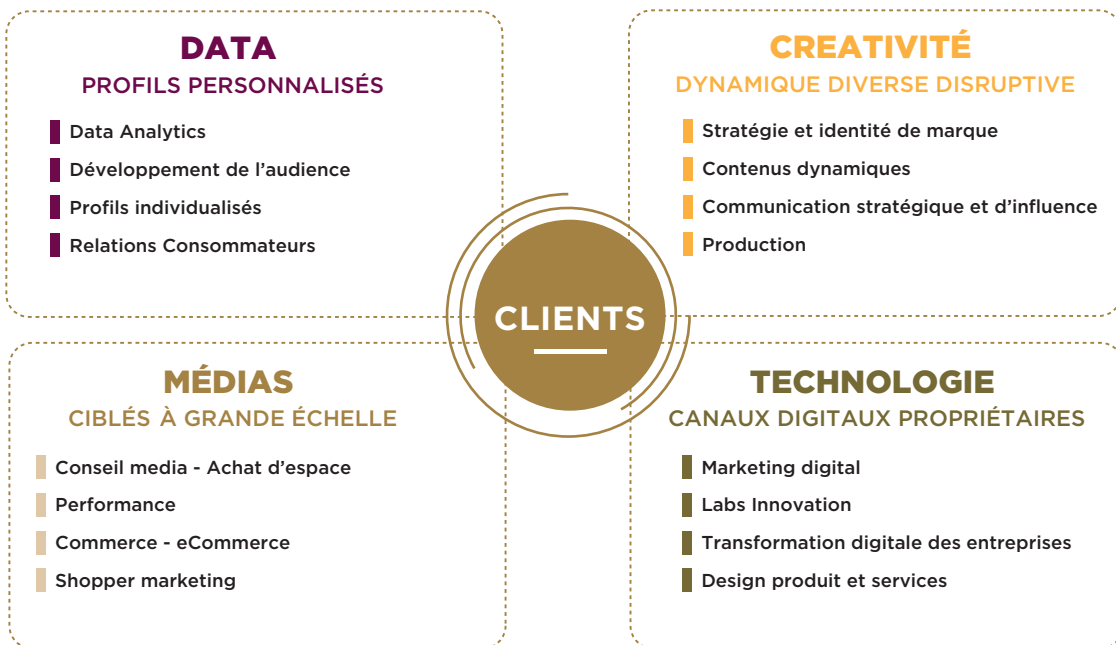 DATA
PROFILS PERSONNALISÉS
Data Analytics
Développement de l'audience
Profils individualisés
Relations Consommateurs
CREATIVITÉ
DYNAMIQUE DIVERSE DISRUPTIVE
Stratégie et identité de marque
Contenus dynamiques
Communication stratégique et d'influence
Production
CLIENTS
MÉDIAS
CIBLÉS À GRANDE ÉCHELLE
Conseil media - Achat d'espace
Performance
Commerce - eCommerce
Shopper marketing
TECHNOLOGIE
CANAUX DIGITAUX PROPRIÉTAIRES
Marketing digital
Labs Innovation
Transformation digitale des entreprises
Design produit et services